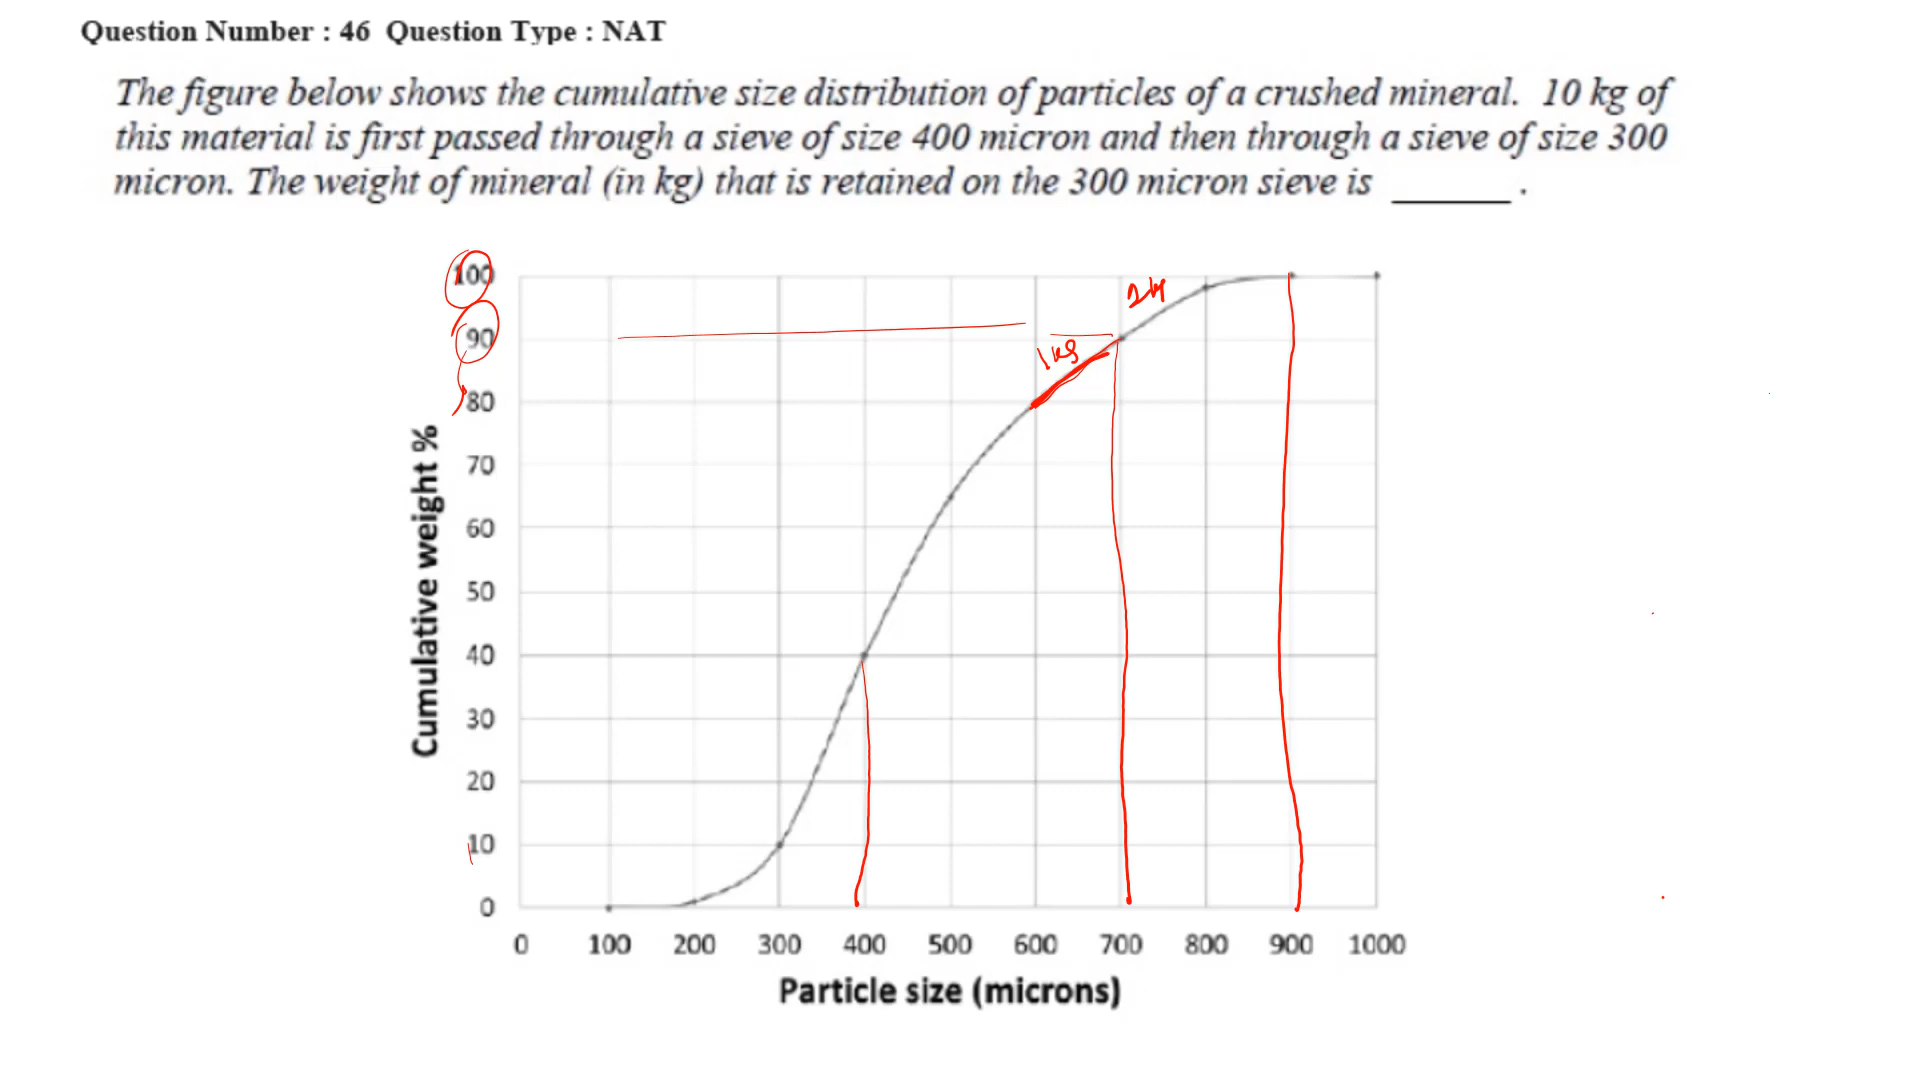 Question Number : 46 Question Type : NAT
The figure below shows the cumulative size distribution of particles of a crushed mineral. 10 kg of
this material is first passed through a sieve of size 400 micron and then through a sieve of size 300
micron. The weight of mineral (in kg) that is retained on the 300 micron sieve is ______ .
100
90
80
70
60
50
40
30
20
10
0
Cumulative weight %
1kg
0 100 200 300 400 500 600 700 800 900 1000
Particle size (microns)